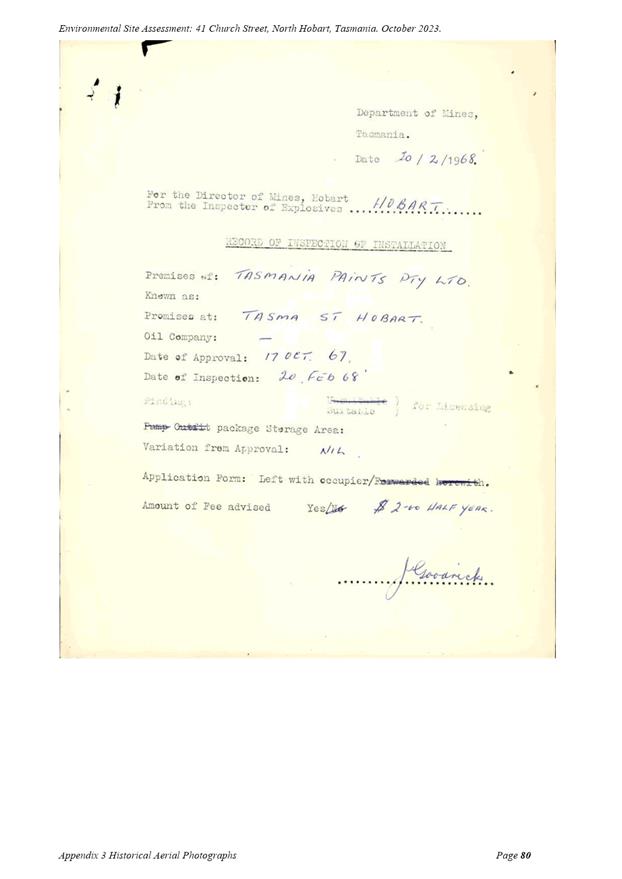 Environmental Site Assessment: 41 Church Street, North Hobart, Tasmania. October 2023.
Department of Mines,
Tasmania.
Date 20 / 2 / 1968.
For the Director of Mines, Hobart
From the Inspector of Explosives ... HOBART. ...
RECORD OF INSPECTION OF INSTALLATION
Premises of: TASMANIA PAINTS PTY LTD.
Known as:
Premises at: TASMA ST HOBART.
Oil Company: —
Date of Approval: 17 OCT. 67.
Date of Inspection: 20 FEB 68
Finding: Unsuitable
Suitable } for Licensing
Pump Outfit package Storage Area:
Variation from Approval: NIL.
Application Form: Left with occupier/Forwarded herewith.
Amount of Fee advised Yes/No $ 2-00 HALF YEAR.
J Goodrick
Appendix 3 Historical Aerial Photographs Page 80